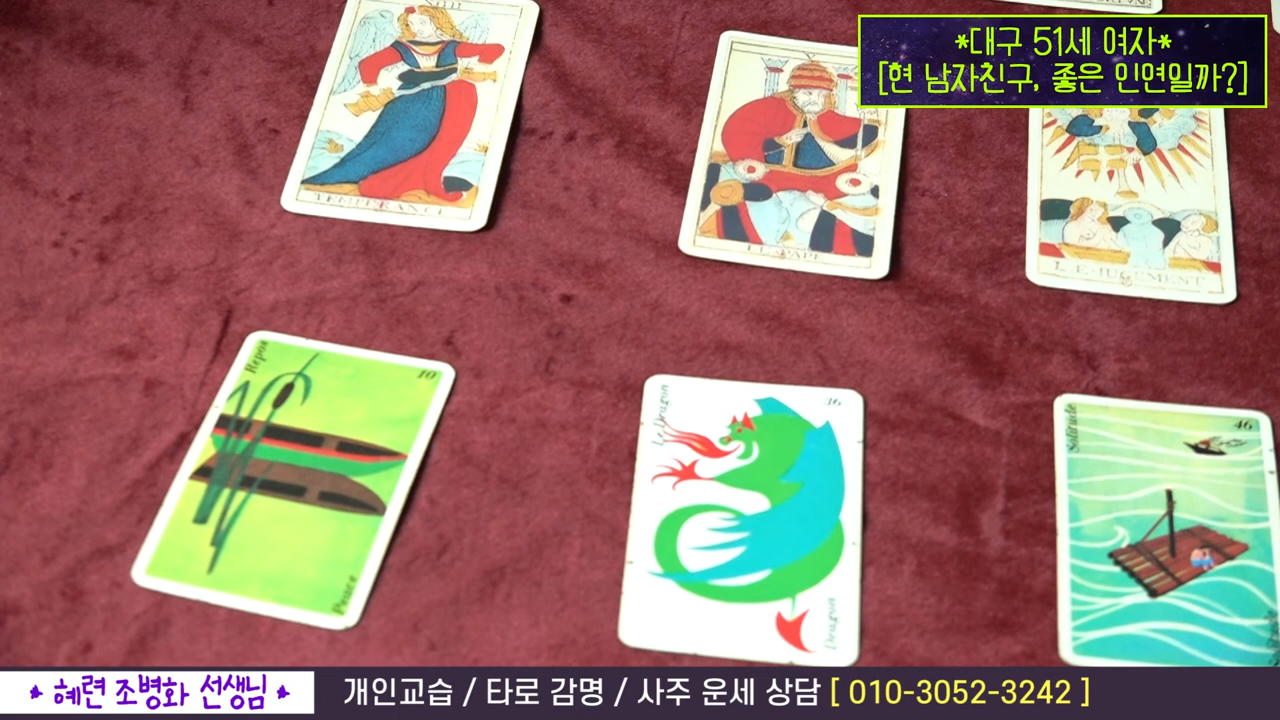 *대구 51세 여자*
[현 남자친구, 좋은 인연일까?]
TEMPERANCE
LE·PAPE
LE·JUGEMENT
Repos
10
Peace
Le Dragon
36
Dragon
Solitude
46
* 혜련 조병화 선생님 *
개인교습 / 타로 감명 / 사주 운세 상담 [ 010-3052-3242 ]